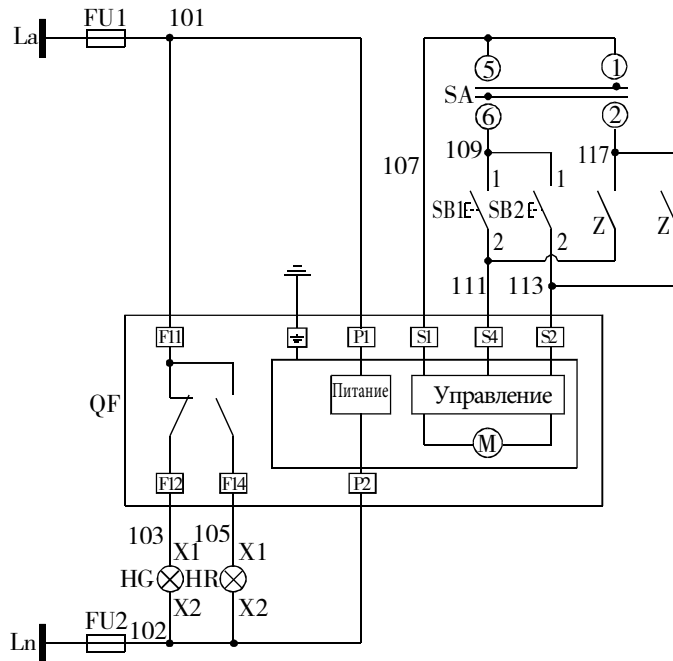 FU1
101
La
5
1
SA
6
2
109
117
107
1
1
SB1
SB2
Z
Z
2
2
111
113
F11
P1
S1
S4
S2
QF
Питание
Управление
M
F12
F14
P2
103
105
X1
X1
HG
HR
X2
X2
FU2
102
Ln